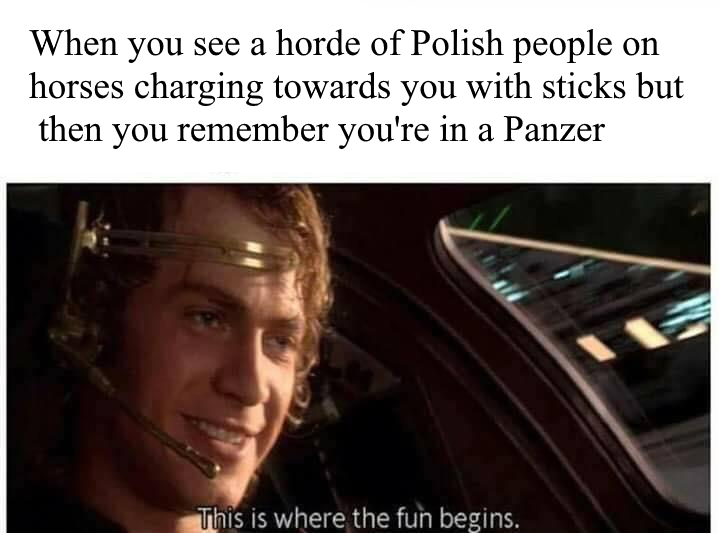 When you see a horde of Polish people on
horses charging towards you with sticks but
then you remember you're in a Panzer
This is where the fun begins.